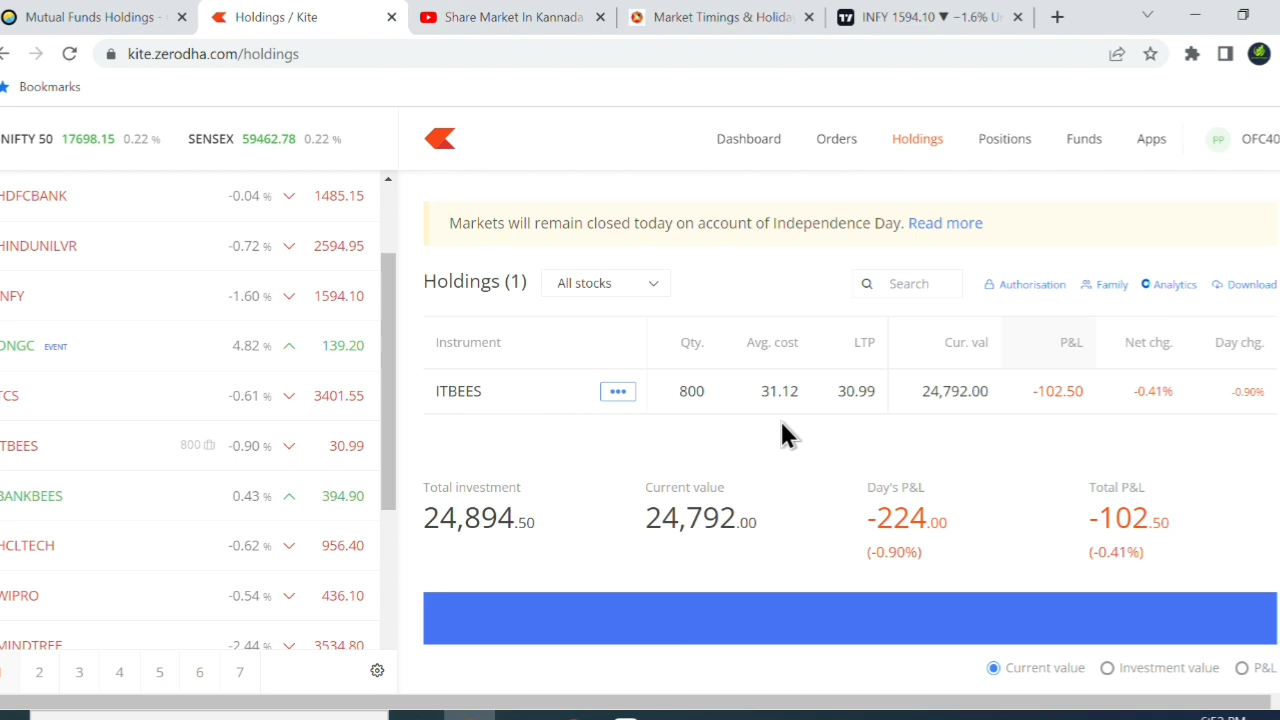 Mutual Funds Holdings - Holdings / Kite Share Market In Kannada Market Timings & Holida INFY 1594.10 ▼ −1.6% Un
kite.zerodha.com/holdings
Bookmarks
NIFTY 50 17698.15 0.22 % SENSEX 59462.78 0.22 %
Dashboard Orders Holdings Positions Funds Apps PP OFC40
HDFCBANK -0.04 % 1485.15
HINDUNILVR -0.72 % 2594.95
NFY -1.60 % 1594.10
ONGC EVENT 4.82 % 139.20
TCS -0.61 % 3401.55
TBEES 800 -0.90 % 30.99
BANKBEES 0.43 % 394.90
HCLTECH -0.62 % 956.40
WIPRO -0.54 % 436.10
MINDTREE -2.44 % 3534.80
2 3 4 5 6 7
Markets will remain closed today on account of Independence Day. Read more
Holdings (1) All stocks Search Authorisation Family Analytics Download
Instrument Qty. Avg. cost LTP Cur. val P&L Net chg. Day chg.
ITBEES ••• 800 31.12 30.99 24,792.00 -102.50 -0.41% -0.90%
Total investment Current value Day's P&L Total P&L
24,894.50 24,792.00 -224.00 -102.50
(-0.90%) (-0.41%)
Current value Investment value P&L